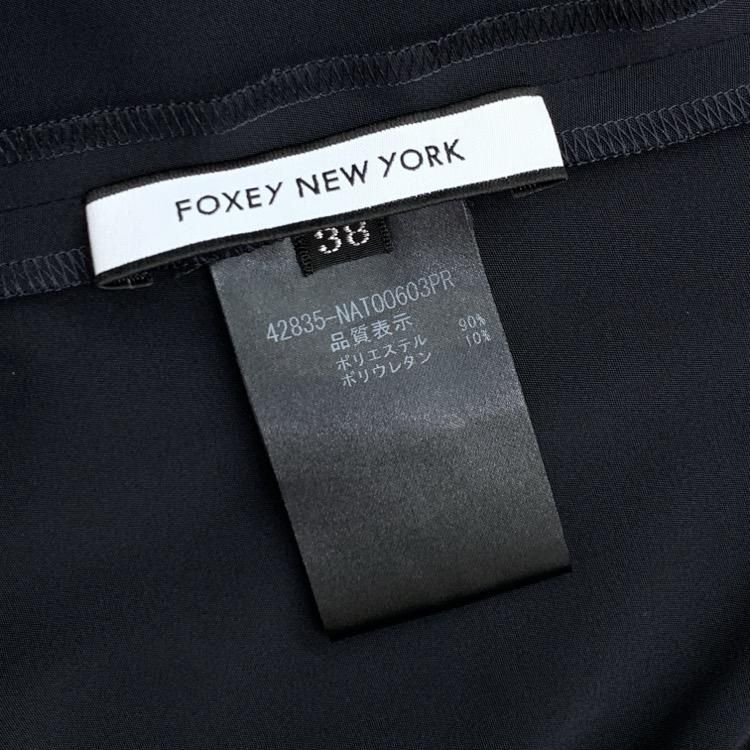 FOXEY NEW YORK
38
42835-NAT00603PR
品質表示
ポリエステル 90%
ポリウレタン 10%